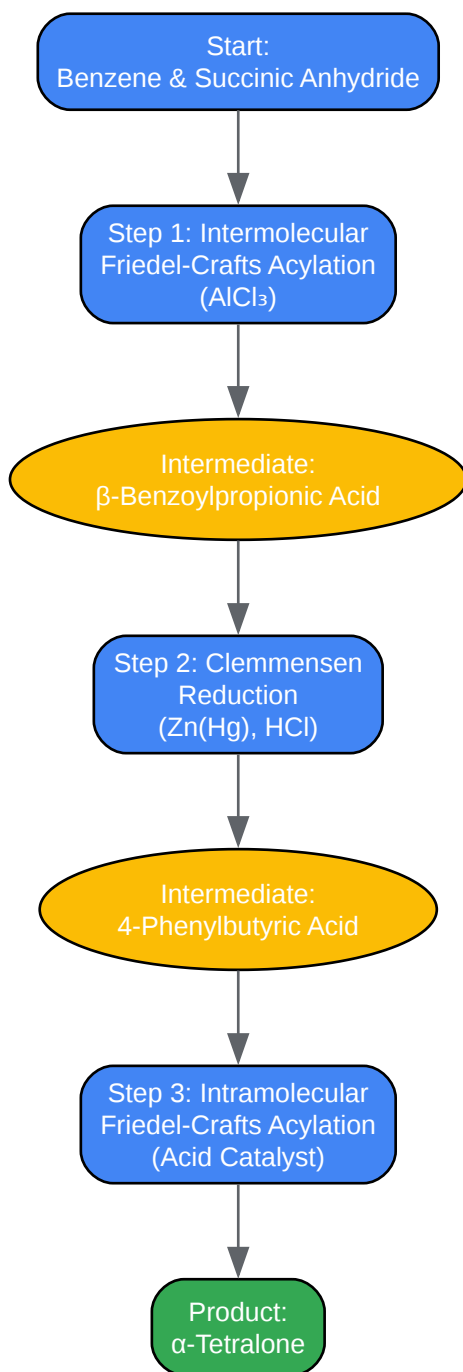 Start:
Benzene & Succinic Anhydride
Step 1: Intermolecular
Friedel-Crafts Acylation
(AlCl₃)
Intermediate:
β-Benzoylpropionic Acid
Step 2: Clemmensen
Reduction
(Zn(Hg), HCl)
Intermediate:
4-Phenylbutyric Acid
Step 3: Intramolecular
Friedel-Crafts Acylation
(Acid Catalyst)
Product:
α-Tetralone